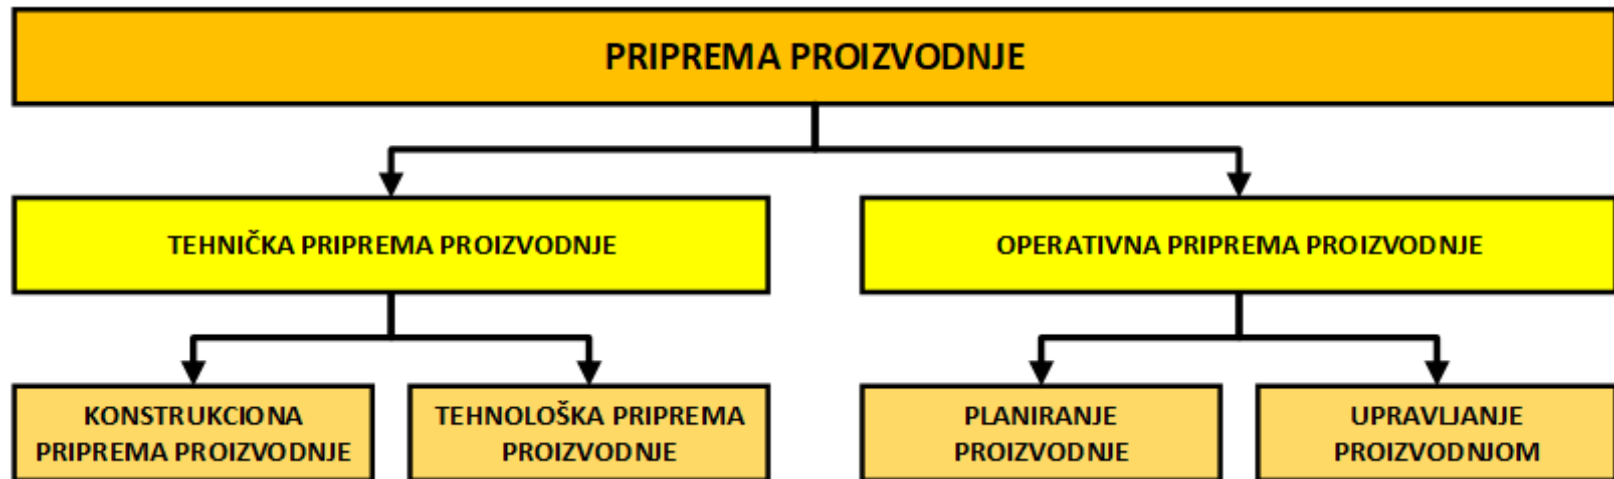 PRIPREMA PROIZVODNJE
TEHNIČKA PRIPREMA PROIZVODNJE
OPERATIVNA PRIPREMA PROIZVODNJE
KONSTRUKCIONA
PRIPREMA PROIZVODNJE
TEHNOLOŠKA PRIPREMA
PROIZVODNJE
PLANIRANJE
PROIZVODNJE
UPRAVLJANJE
PROIZVODNJOM